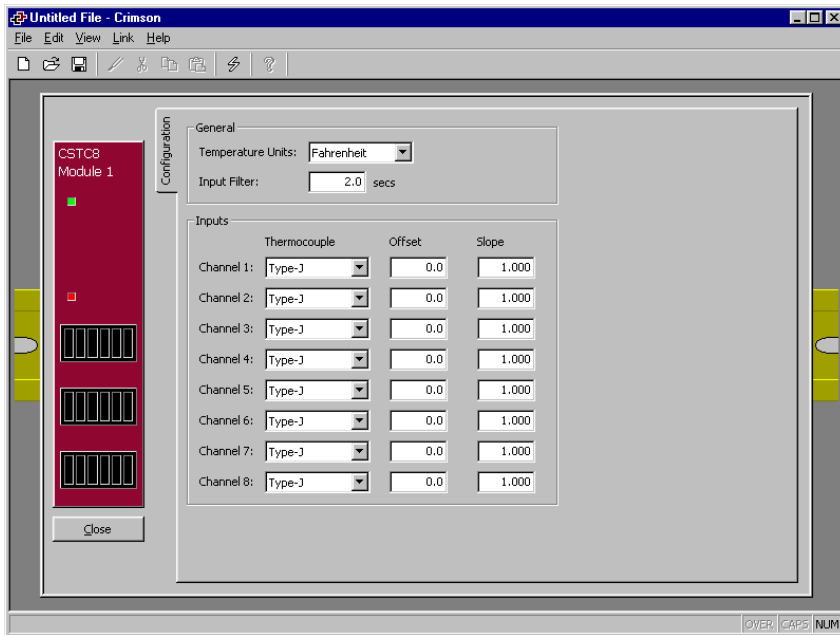 Untitled File - Crimson
File Edit View Link Help
CSTC8
Module 1
Close
Configuration
General
Temperature Units: Fahrenheit
Input Filter: 2.0 secs
Inputs
Thermocouple Offset Slope
Channel 1: Type-J 0.0 1.000
Channel 2: Type-J 0.0 1.000
Channel 3: Type-J 0.0 1.000
Channel 4: Type-J 0.0 1.000
Channel 5: Type-J 0.0 1.000
Channel 6: Type-J 0.0 1.000
Channel 7: Type-J 0.0 1.000
Channel 8: Type-J 0.0 1.000
OVER CAPS NUM